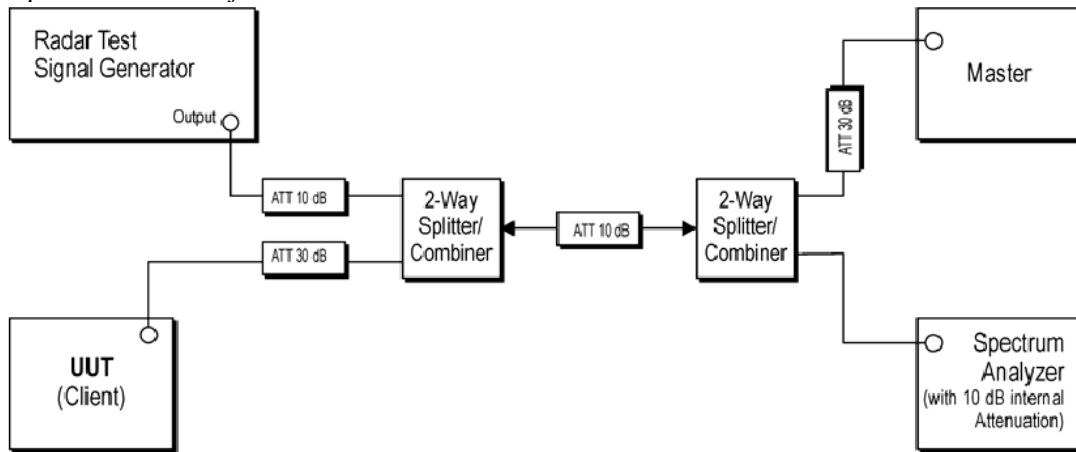 Radar Test
Signal Generator
Output
ATT 10 dB
ATT 30 dB
2-Way
Splitter/
Combiner
ATT 10 dB
2-Way
Splitter/
Combiner
ATT 30 dB
Master
UUT
(Client)
Spectrum
Analyzer
(with 10 dB internal
Attenuation)